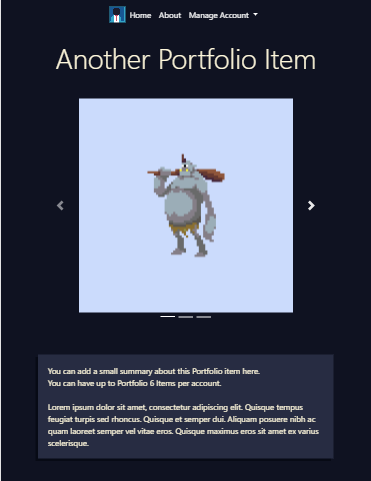 Home About Manage Account
Another Portfolio Item
You can add a small summary about this Portfolio item here.
You can have up to Portfolio 6 Items per account.
Lorem ipsum dolor sit amet, consectetur adipiscing elit. Quisque tempus
feugiat turpis sed rhoncus. Quisque et semper dui. Aliquam posuere nibh ac
quam laoreet semper vel vitae eros. Quisque maximus eros sit amet ex varius
scelerisque.